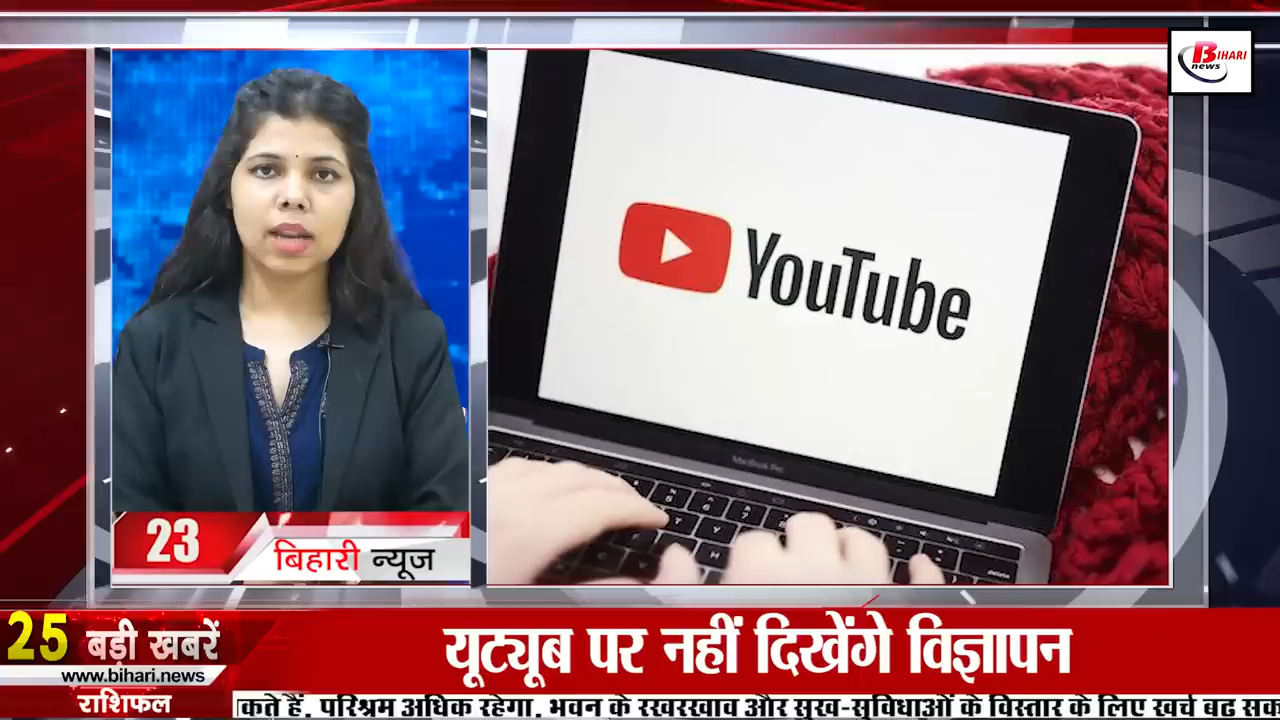 BIHARI
news
YouTube
MacBook Pro
23
बिहारी न्यूज
25 बड़ी खबरें
www.bihari.news
यूट्यूब पर नहीं दिखेंगे विज्ञापन
राशिफल
कते हैं. परिश्रम अधिक रहेगा. भवन के रखरखाव और सुख-सुविधाओं के विस्तार के लिए खर्च बढ सक